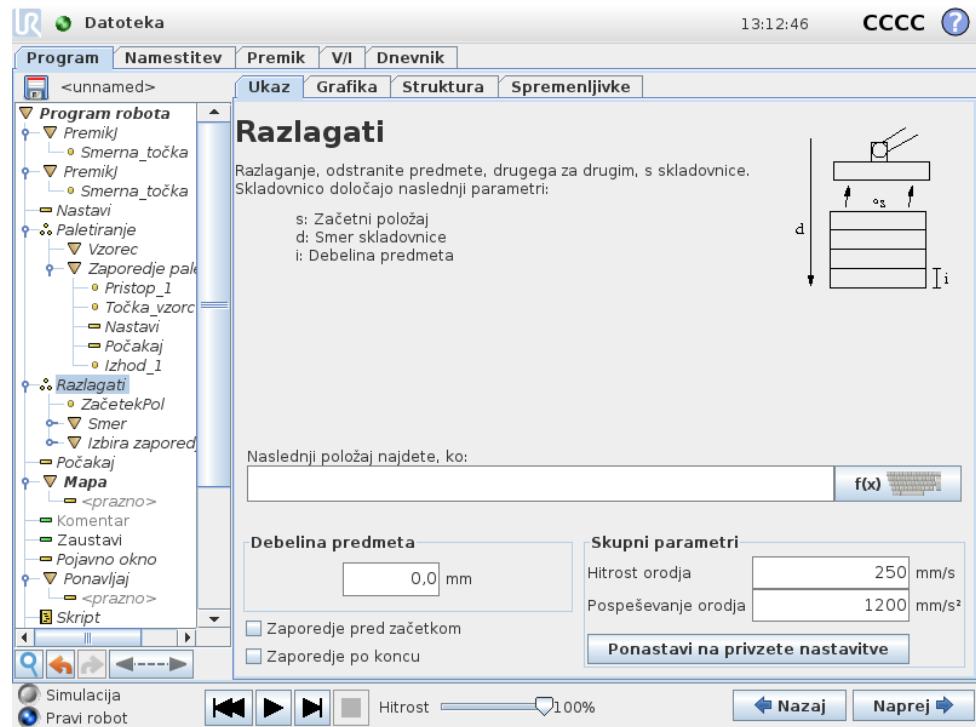 UR Datoteka 13:12:46 CCCC ?
Program Namestitev Premik V/I Dnevnik
<unnamed>
Ukaz Grafika Struktura Spremenljivke
Program robota
PremikJ
Smerna_točka
PremikJ
Smerna_točka
Nastavi
Paletiranje
Vzorec
Zaporedje pale
Pristop_1
Točka_vzorc
Nastavi
Počakaj
Izhod_1
Razlagati
ZačetekPol
Smer
Izbira zapored
Počakaj
Mapa
<prazno>
Komentar
Zaustavi
Pojavno okno
Ponavljaj
<prazno>
Skript
Razlagati
Razlaganje, odstranite predmete, drugega za drugim, s skladovnice.
Skladovnico določajo naslednji parametri:
s: Začetni položaj
d: Smer skladovnice
i: Debelina predmeta
s
d
i
Naslednji položaj najdete, ko:
f(x)
Debelina predmeta
0,0 mm
Zaporedje pred začetkom
Zaporedje po koncu
Skupni parametri
Hitrost orodja 250 mm/s
Pospeševanje orodja 1200 mm/s²
Ponastavi na privzete nastavitve
Simulacija
Pravi robot
Hitrost 100%
Nazaj Naprej